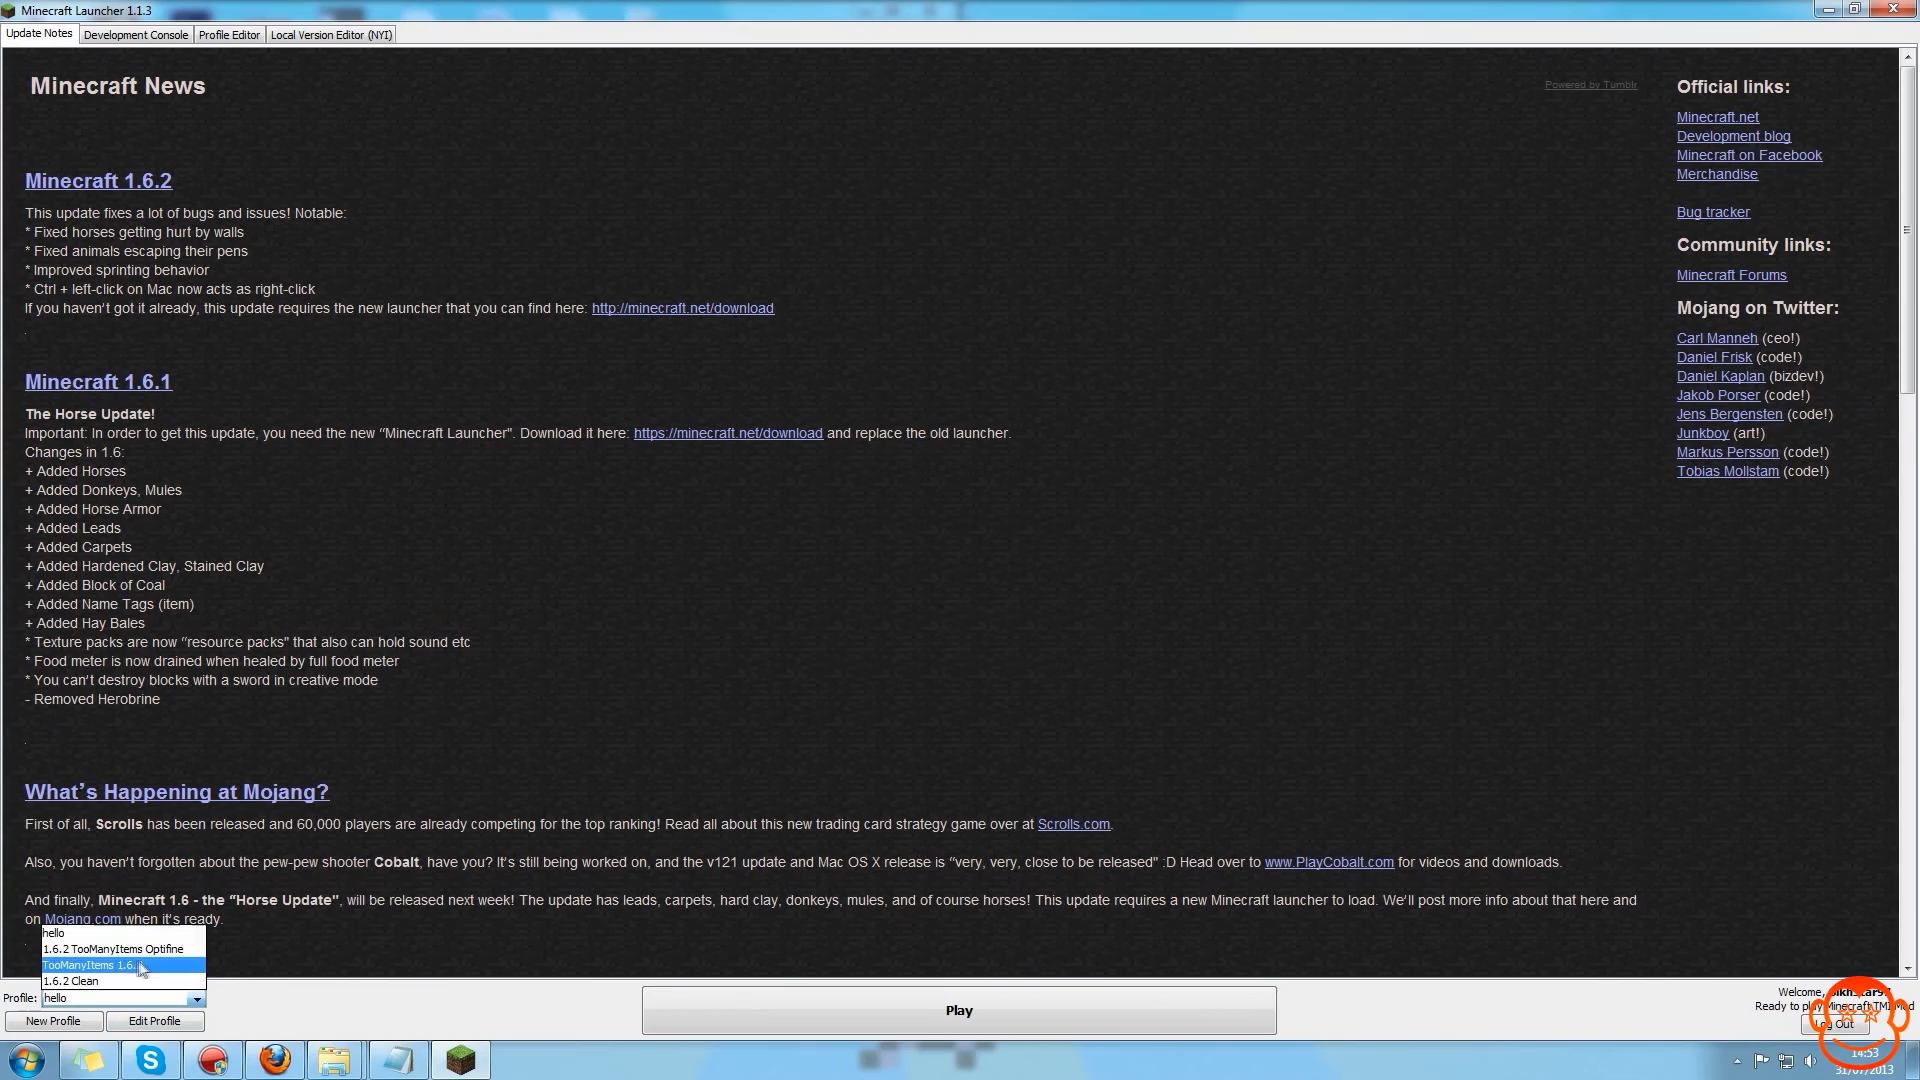 Minecraft Launcher 1.1.3
Update Notes
Development Console
Profile Editor
Local Version Editor (NYI)
Minecraft News
Powered by Tumblr
Minecraft 1.6.2
This update fixes a lot of bugs and issues! Notable:
* Fixed horses getting hurt by walls
* Fixed animals escaping their pens
* Improved sprinting behavior
* Ctrl + left-click on Mac now acts as right-click
If you haven't got it already, this update requires the new launcher that you can find here: http://minecraft.net/download
Minecraft 1.6.1
The Horse Update!
Important: In order to get this update, you need the new “Minecraft Launcher". Download it here: https://minecraft.net/download and replace the old launcher.
Changes in 1.6:
+ Added Horses
+ Added Donkeys, Mules
+ Added Horse Armor
+ Added Leads
+ Added Carpets
+ Added Hardened Clay, Stained Clay
+ Added Block of Coal
+ Added Name Tags (item)
+ Added Hay Bales
* Texture packs are now “resource packs" that also can hold sound etc
* Food meter is now drained when healed by full food meter
* You can't destroy blocks with a sword in creative mode
- Removed Herobrine
What's Happening at Mojang?
First of all, Scrolls has been released and 60,000 players are already competing for the top ranking! Read all about this new trading card strategy game over at Scrolls.com.
Also, you haven't forgotten about the pew-pew shooter Cobalt, have you? It's still being worked on, and the v121 update and Mac OS X release is “very, very, close to be released" :D Head over to www.PlayCobalt.com for videos and downloads.
And finally, Minecraft 1.6 - the “Horse Update", will be released next week! The update has leads, carpets, hard clay, donkeys, mules, and of course horses! This update requires a new Minecraft launcher to load. We'll post more info about that here and
on Mojang.com when it's ready.
Official links:
Minecraft.net
Development blog
Minecraft on Facebook
Merchandise
Bug tracker
Community links:
Minecraft Forums
Mojang on Twitter:
Carl Manneh (ceo!)
Daniel Frisk (code!)
Daniel Kaplan (bizdev!)
Jakob Porser (code!)
Jens Bergensten (code!)
Junkboy (art!)
Markus Persson (code!)
Tobias Mollstam (code!)
hello
1.6.2 TooManyItems Optifine
TooManyItems 1.6.
1.6.2 Clean
Profile: hello
New Profile
Edit Profile
Play
Welcome,
Ready to play Minecraft TMI Mod
Log Out
14:53
31/07/2013